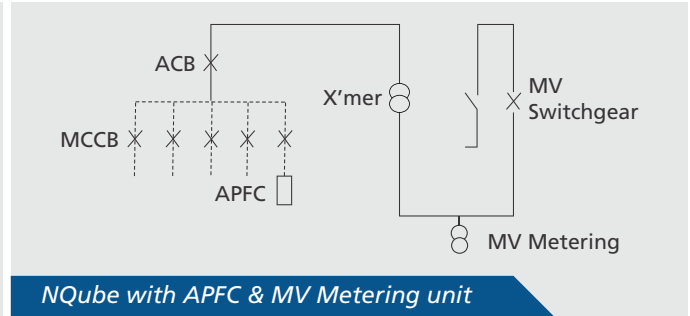 ACB
X'mer
MV
Switchgear
MCCB
APFC
MV Metering
NQube with APFC & MV Metering unit